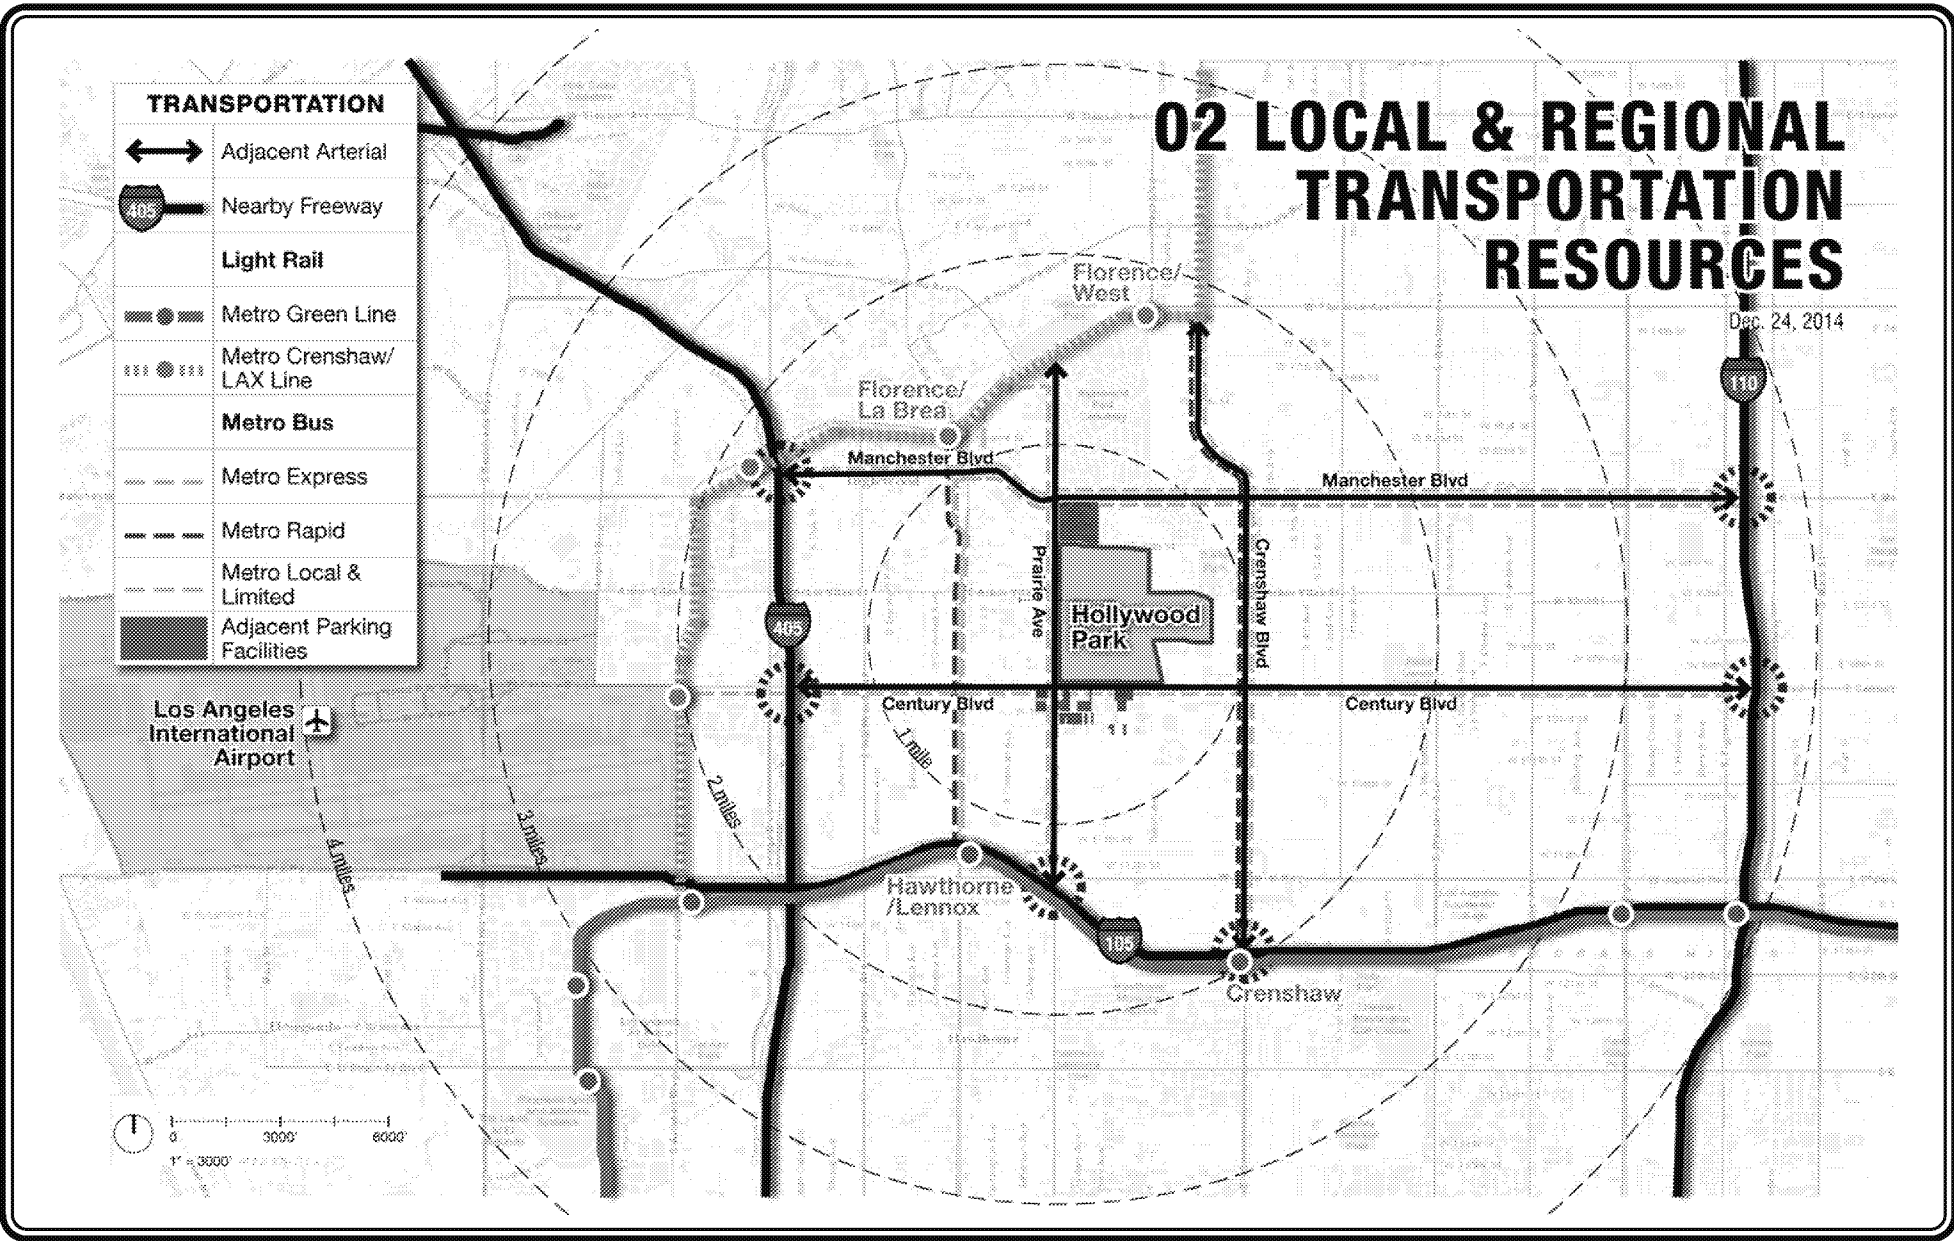 02 LOCAL & REGIONAL
TRANSPORTATION
RESOURCES
Dec. 24, 2014
TRANSPORTATION
Adjacent Arterial
405
Nearby Freeway
Light Rail
Metro Green Line
Metro Crenshaw/
LAX Line
Metro Bus
Metro Express
Metro Rapid
Metro Local &
Limited
Adjacent Parking
Facilities
Florence/
West
Florence/
La Brea
110
Manchester Blvd
Manchester Blvd
Prairie Ave
Crenshaw Blvd
Hollywood
Park
405
Century Blvd
Century Blvd
Los Angeles
International
Airport
1 mile
2 miles
3 miles
4 miles
Hawthorne
/Lennox
105
Crenshaw
0
3000'
6000'
1" = 3000'